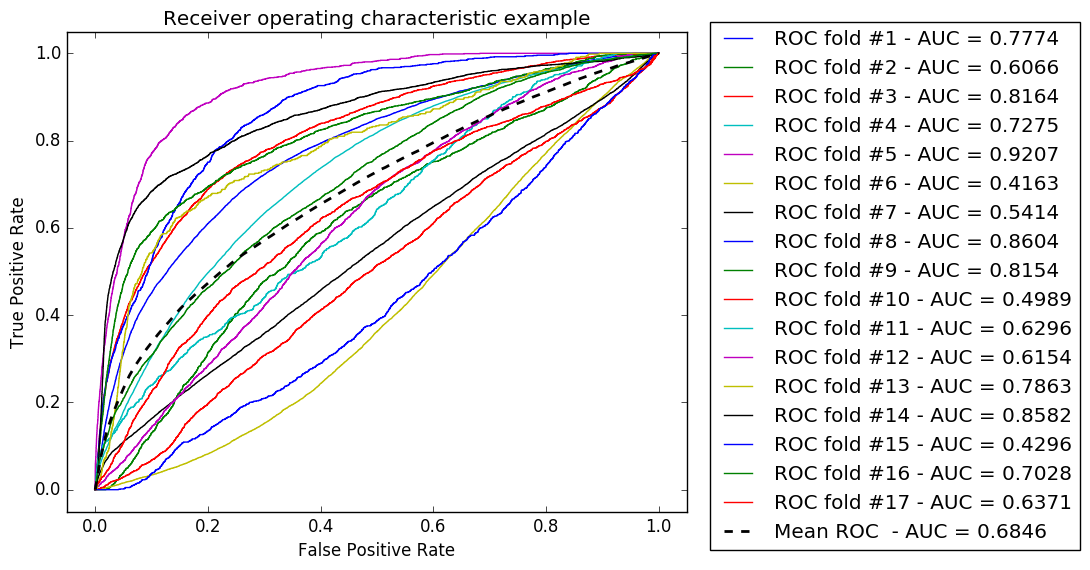 Receiver operating characteristic example
True Positive Rate
1.0
0.8
0.6
0.4
0.2
0.0
0.0 0.2 0.4 0.6 0.8 1.0
False Positive Rate
ROC fold #1 - AUC = 0.7774
ROC fold #2 - AUC = 0.6066
ROC fold #3 - AUC = 0.8164
ROC fold #4 - AUC = 0.7275
ROC fold #5 - AUC = 0.9207
ROC fold #6 - AUC = 0.4163
ROC fold #7 - AUC = 0.5414
ROC fold #8 - AUC = 0.8604
ROC fold #9 - AUC = 0.8154
ROC fold #10 - AUC = 0.4989
ROC fold #11 - AUC = 0.6296
ROC fold #12 - AUC = 0.6154
ROC fold #13 - AUC = 0.7863
ROC fold #14 - AUC = 0.8582
ROC fold #15 - AUC = 0.4296
ROC fold #16 - AUC = 0.7028
ROC fold #17 - AUC = 0.6371
Mean ROC  - AUC = 0.6846